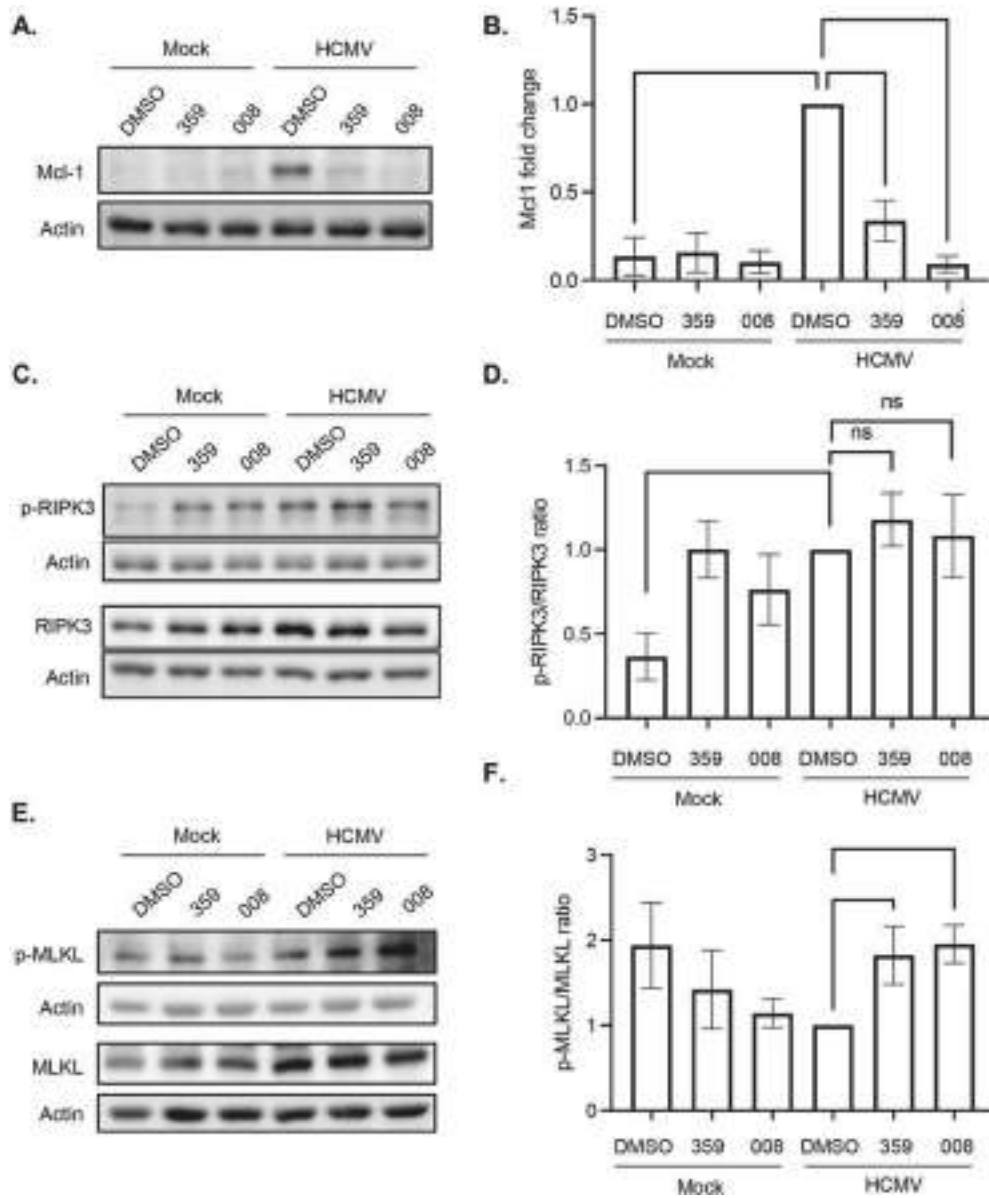 A.
Mock HCMV
DMSO 359 008 DMSO 359 008
Mcl-1
Actin
B.
Mcl1 fold change
1.5
1.0
0.5
0.0
DMSO 359 008 DMSO 359 008
Mock HCMV
C.
Mock HCMV
DMSO 359 008 DMSO 359 008
p-RIPK3
Actin
RIPK3
Actin
D.
ns
ns
p-RIPK3/RIPK3 ratio
1.5
1.0
0.5
0.0
DMSO 359 008 DMSO 359 008
Mock HCMV
E.
Mock HCMV
DMSO 359 008 DMSO 359 008
p-MLKL
Actin
MLKL
Actin
F.
p-MLKL/MLKL ratio
3
2
1
0
DMSO 359 008 DMSO 359 008
Mock HCMV